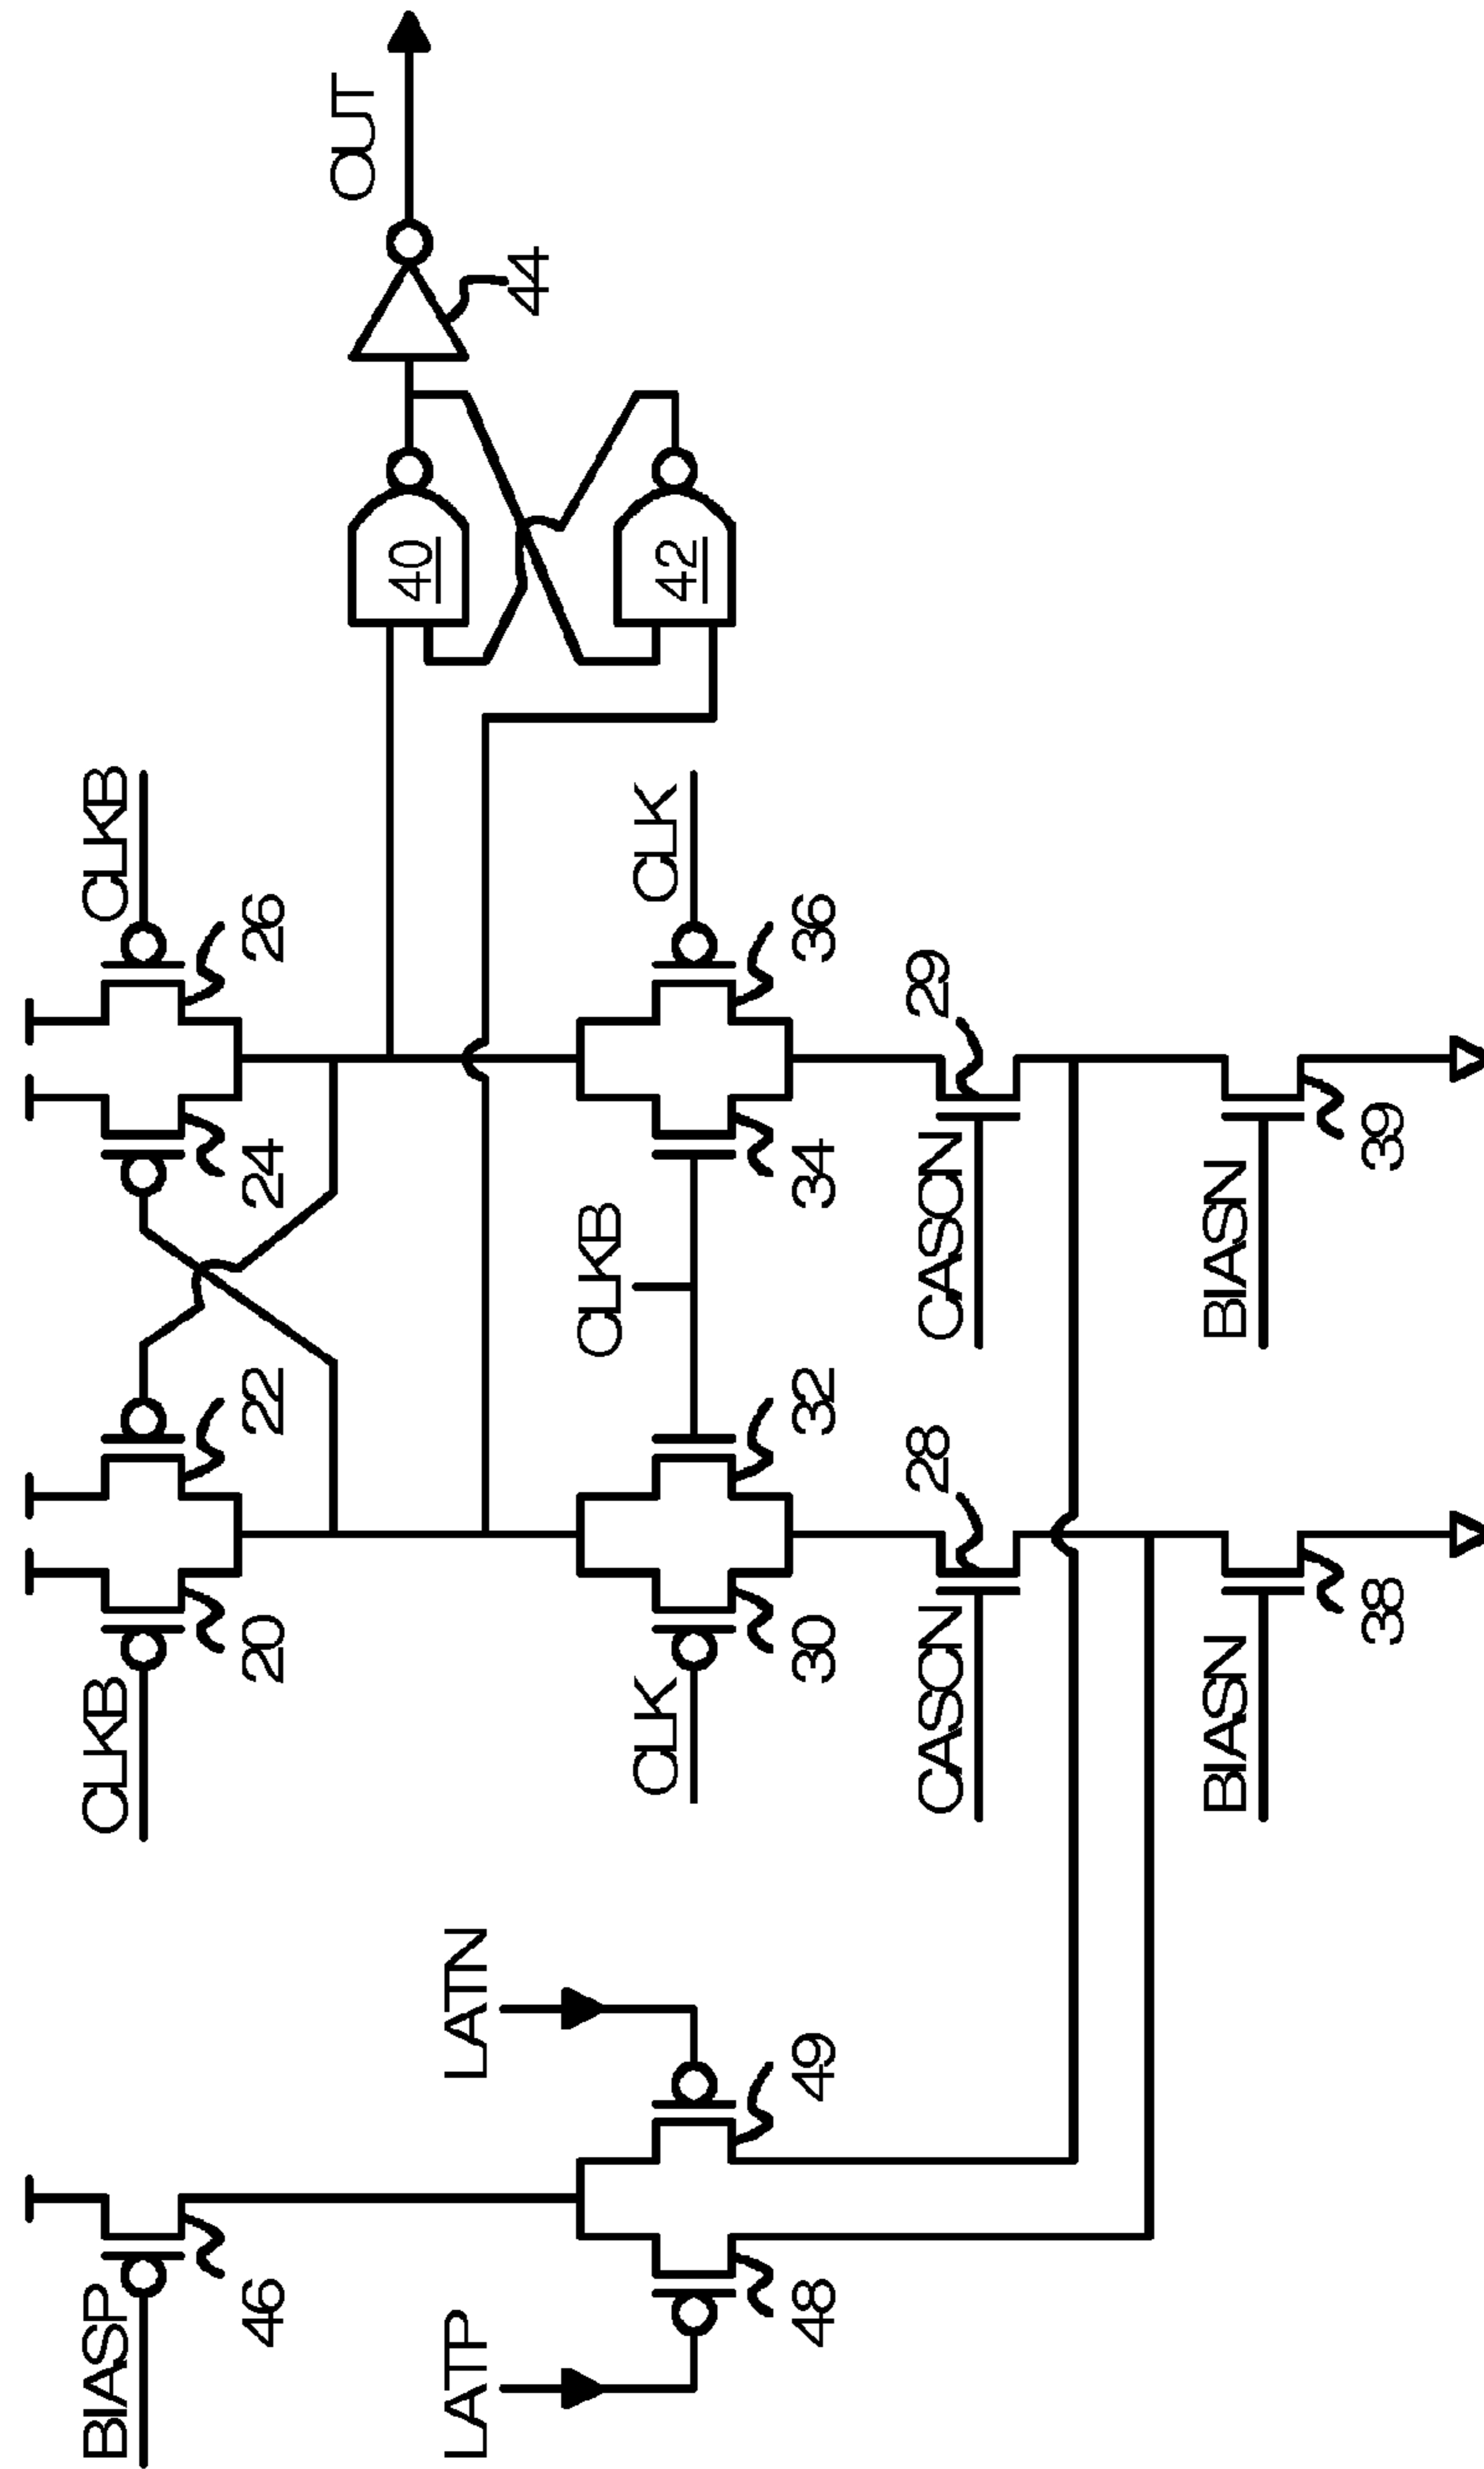 BIASP
CLKB
CLKB
46
20
22
24
26
OUT
40
LATP
LATN
44
CLKB
CLK
CLK
42
48
49
30
32
34
36
28
29
CASCN
CASCN
BIASN
BIASN
38
39